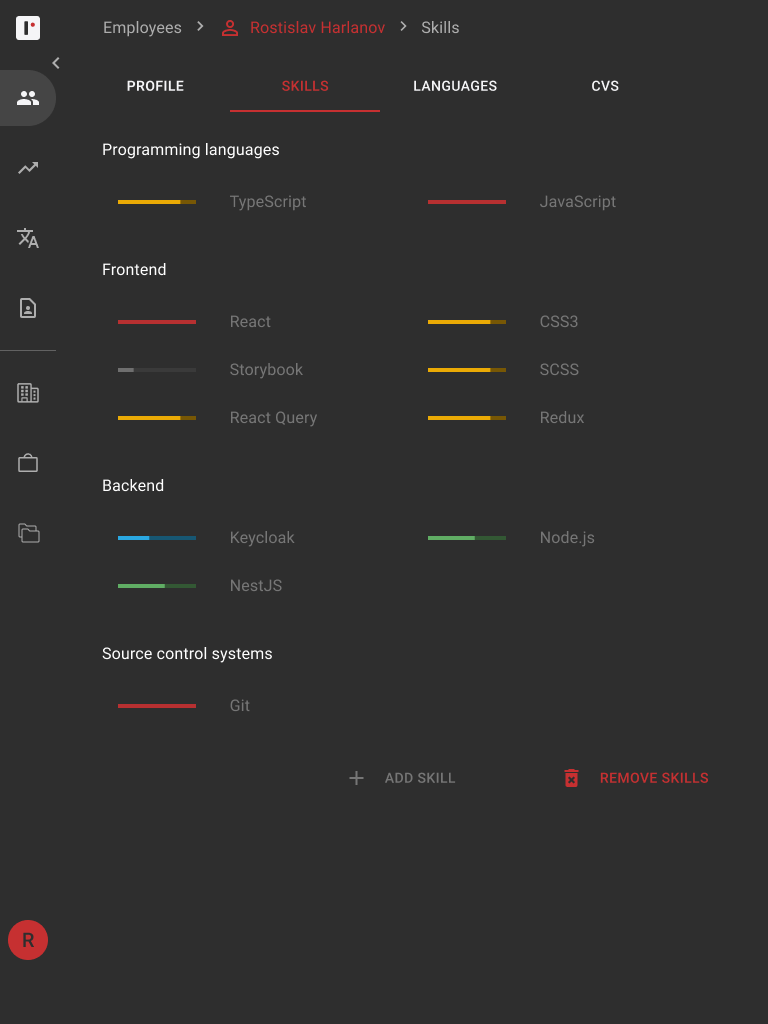 Employees Rostislav Harlanov Skills
PROFILE SKILLS LANGUAGES CVS
Programming languages
TypeScript JavaScript
Frontend
React CSS3
Storybook SCSS
React Query Redux
Backend
Keycloak Node.js
NestJS
Source control systems
Git
ADD SKILL REMOVE SKILLS
R